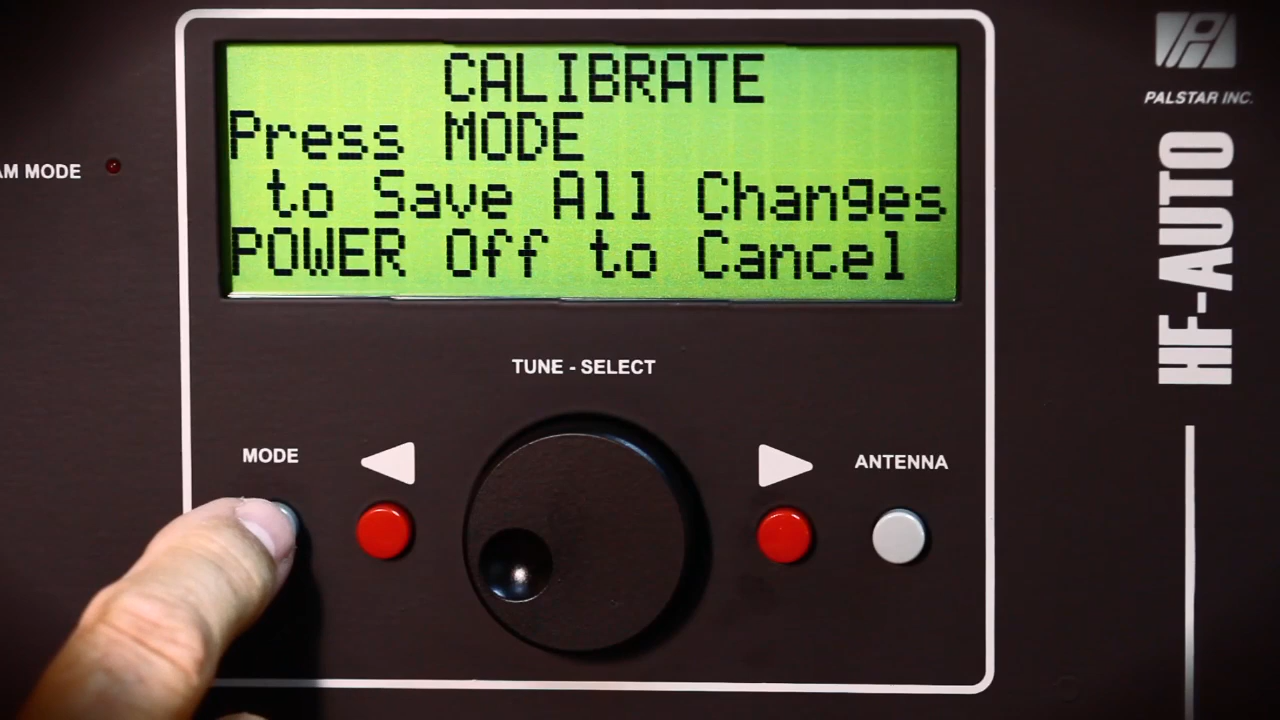 CALIBRATE
Press MODE
to Save All Changes
POWER Off to Cancel
PALSTAR INC.
HF-AUTO
AM MODE
TUNE - SELECT
MODE
ANTENNA